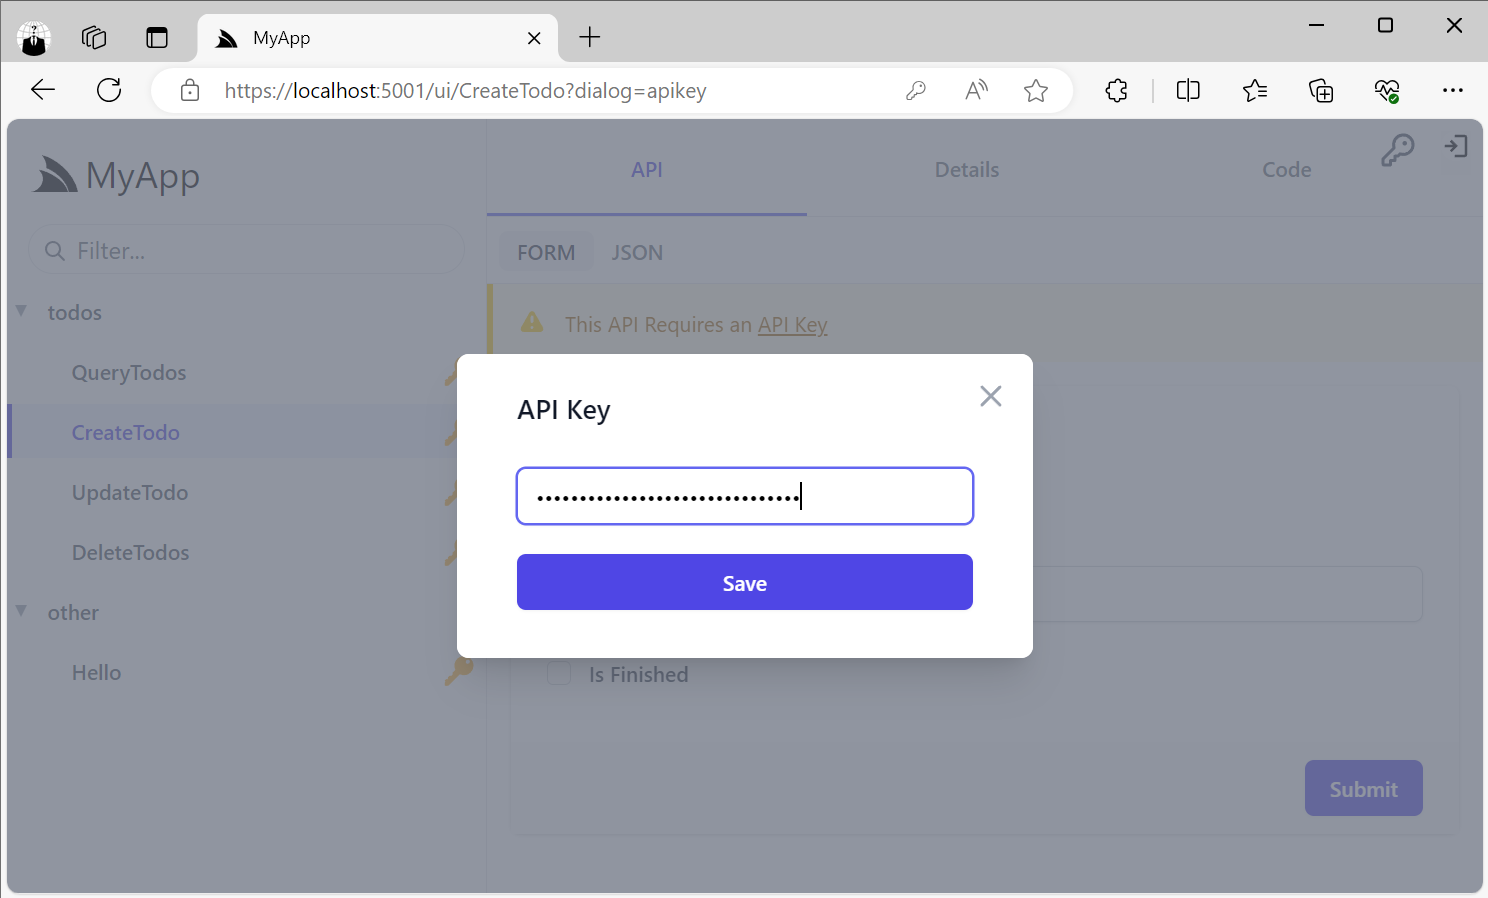 MyApp
https://localhost:5001/ui/CreateTodo?dialog=apikey
MyApp
API
Details
Code
Filter...
FORM
JSON
todos
This API Requires an API Key
QueryTodos
CreateTodo
UpdateTodo
DeleteTodos
other
Hello
API Key
•••••••••••••••••••••••••••••••
Save
Is Finished
Submit